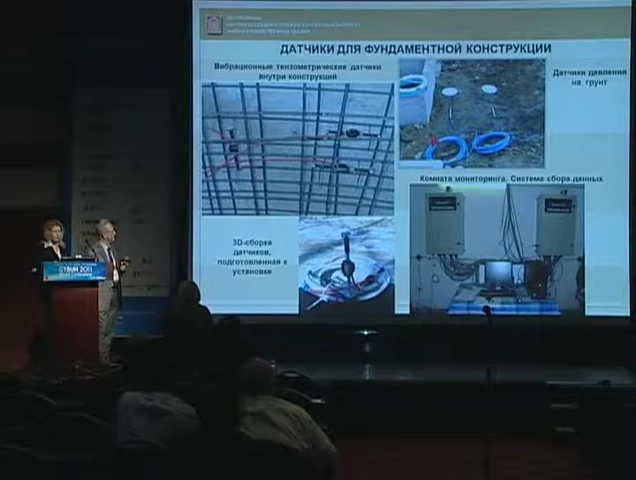 ДАТЧИКИ ДЛЯ ФУНДАМЕНТНОЙ КОНСТРУКЦИИ
Вибрационные тензометрические датчики
внутри конструкций
Датчики давления
на грунт
Комната мониторинга. Система сбора данных
3D-сборка
датчиков,
подготовленная к
установке
2011